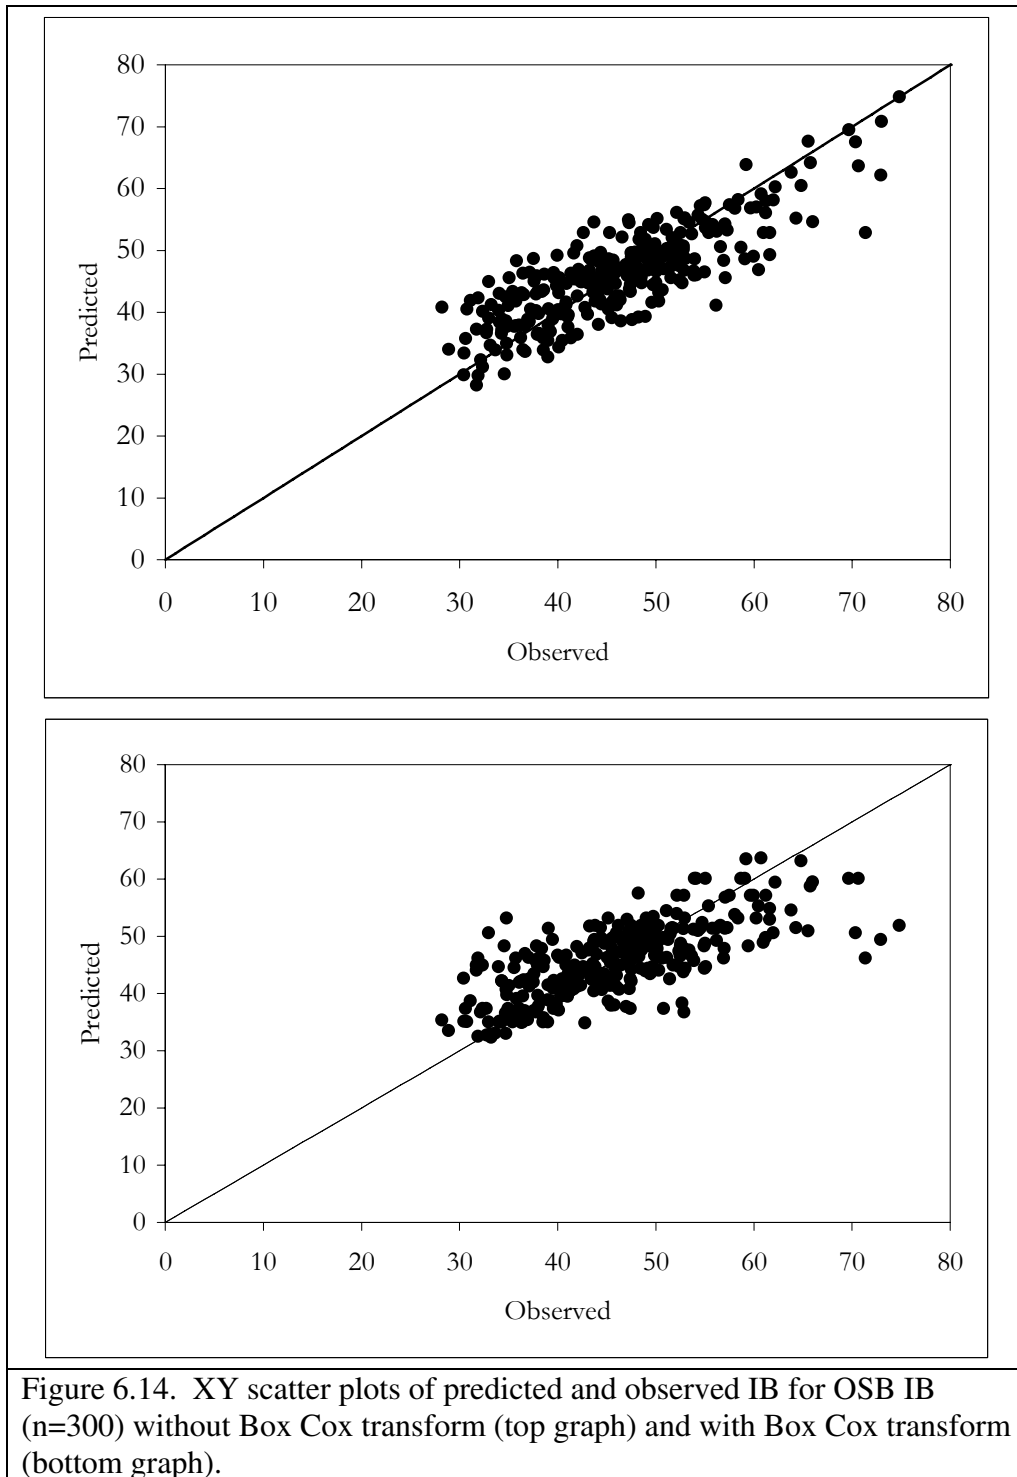 80
70
60
50
40
30
20
10
0
Predicted
0 10 20 30 40 50 60 70 80
Observed
80
70
60
50
40
30
20
10
0
Predicted
0 10 20 30 40 50 60 70 80
Observed
Figure 6.14. XY scatter plots of predicted and observed IB for OSB IB
(n=300) without Box Cox transform (top graph) and with Box Cox transform
(bottom graph).